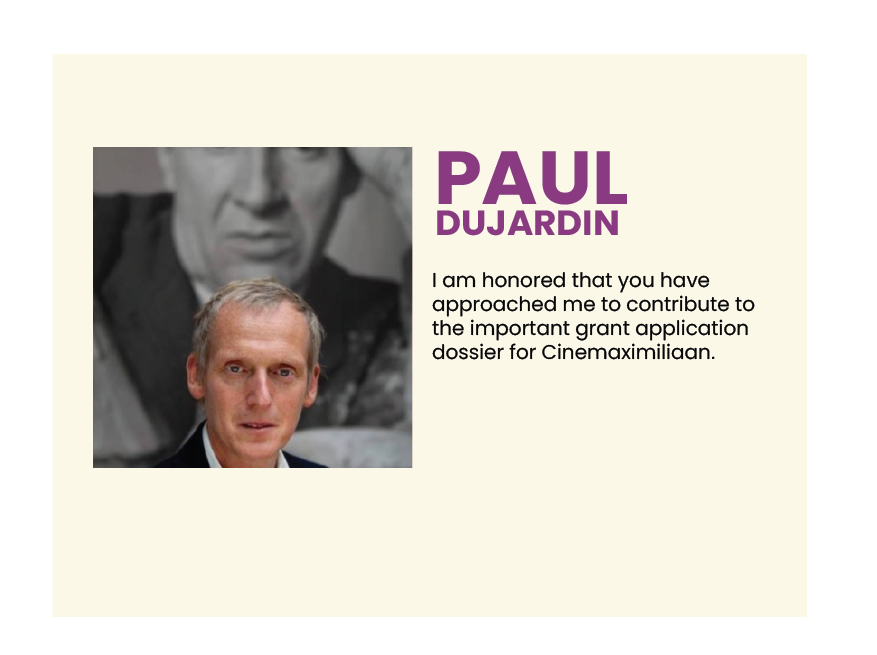 PAUL
DUJARDIN
I am honored that you have
approached me to contribute to
the important grant application
dossier for Cinemaximiliaan.